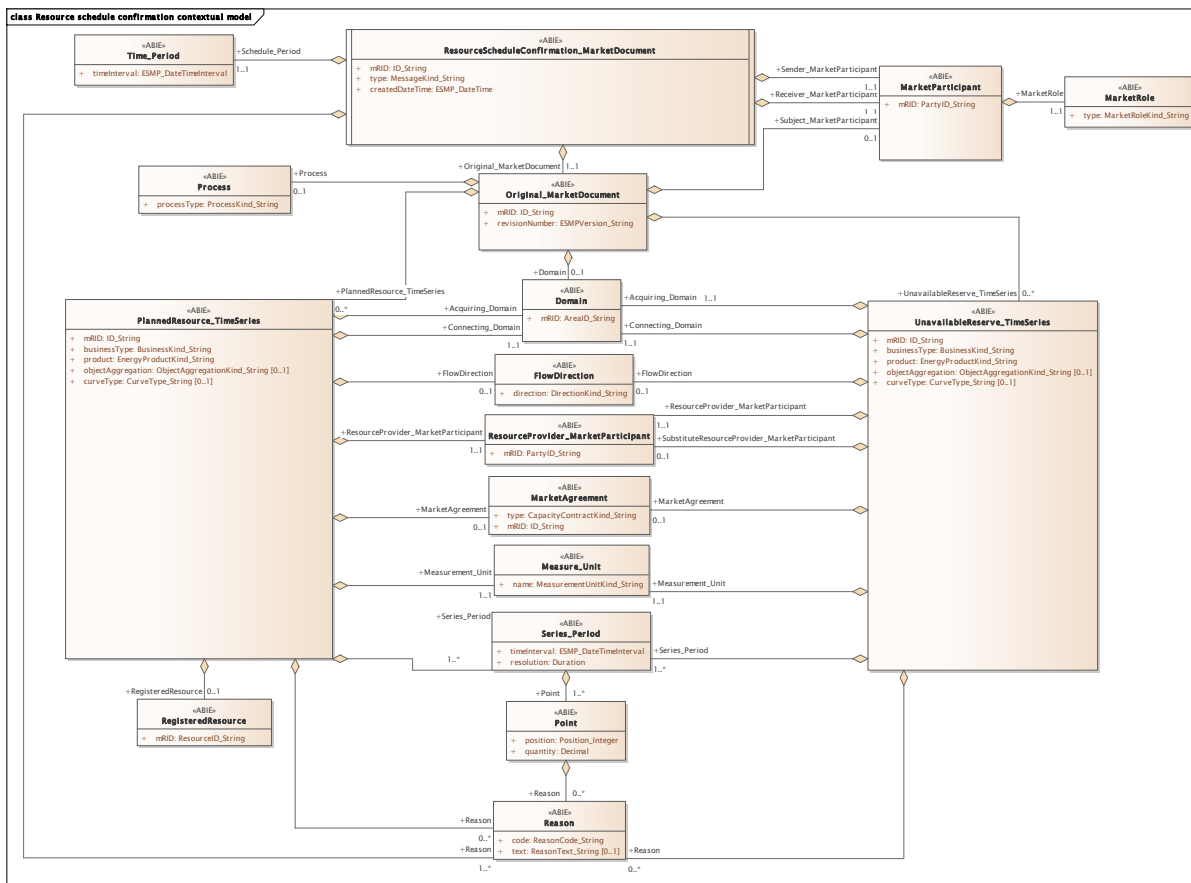 class Resource schedule confirmation contextual model
«ABIE»
Time_Period
+ timeInterval: ESMP_DateTimeInterval
+Schedule_Period
1..1
«ABIE»
ResourceScheduleConfirmation_MarketDocument
+ mRID: ID_String
+ type: MessageKind_String
+ createdDateTime: ESMP_DateTime
+Sender_MarketParticipant
1..1
+Receiver_MarketParticipant
1..1
+Subject_MarketParticipant
0..1
«ABIE»
MarketParticipant
+ mRID: PartyID_String
+MarketRole
1..1
«ABIE»
MarketRole
+ type: MarketRoleKind_String
+Original_MarketDocument 1..1
«ABIE»
Process
+ processType: ProcessKind_String
+Process
0..1
«ABIE»
Original_MarketDocument
+ mRID: ID_String
+ revisionNumber: ESMPVersion_String
+Domain 0..1
+PlannedResource_TimeSeries
0..*
+UnavailableReserve_TimeSeries 0..*
«ABIE»
PlannedResource_TimeSeries
+ mRID: ID_String
+ businessType: BusinessKind_String
+ product: EnergyProductKind_String
+ objectAggregation: ObjectAggregationKind_String [0..1]
+ curveType: CurveType_String [0..1]
+Acquiring_Domain
+Connecting_Domain
1..1
«ABIE»
Domain
+ mRID: AreaID_String
+Acquiring_Domain 1..1
+Connecting_Domain
1..1
«ABIE»
UnavailableReserve_TimeSeries
+ mRID: ID_String
+ businessType: BusinessKind_String
+ product: EnergyProductKind_String
+ objectAggregation: ObjectAggregationKind_String [0..1]
+ curveType: CurveType_String [0..1]
+FlowDirection
0..1
«ABIE»
FlowDirection
+ direction: DirectionKind_String
+FlowDirection
0..1
+ResourceProvider_MarketParticipant
1..1
«ABIE»
ResourceProvider_MarketParticipant
+ mRID: PartyID_String
+ResourceProvider_MarketParticipant
1..1
+SubstituteResourceProvider_MarketParticipant
0..1
+MarketAgreement
0..1
«ABIE»
MarketAgreement
+ type: CapacityContractKind_String
+ mRID: ID_String
+MarketAgreement
0..1
+Measurement_Unit
1..1
«ABIE»
Measure_Unit
+ name: MeasurementUnitKind_String
+Measurement_Unit
1..1
+Series_Period
1..*
«ABIE»
Series_Period
+ timeInterval: ESMP_DateTimeInterval
+ resolution: Duration
+Series_Period
1..*
+RegisteredResource 0..1
«ABIE»
RegisteredResource
+ mRID: ResourceID_String
+Point 1..*
«ABIE»
Point
+ position: Position_Integer
+ quantity: Decimal
+Reason 0..*
+Reason
0..*
+Reason
1..*
«ABIE»
Reason
+ code: ReasonCode_String
+ text: ReasonText_String [0..1]
+Reason
0..*